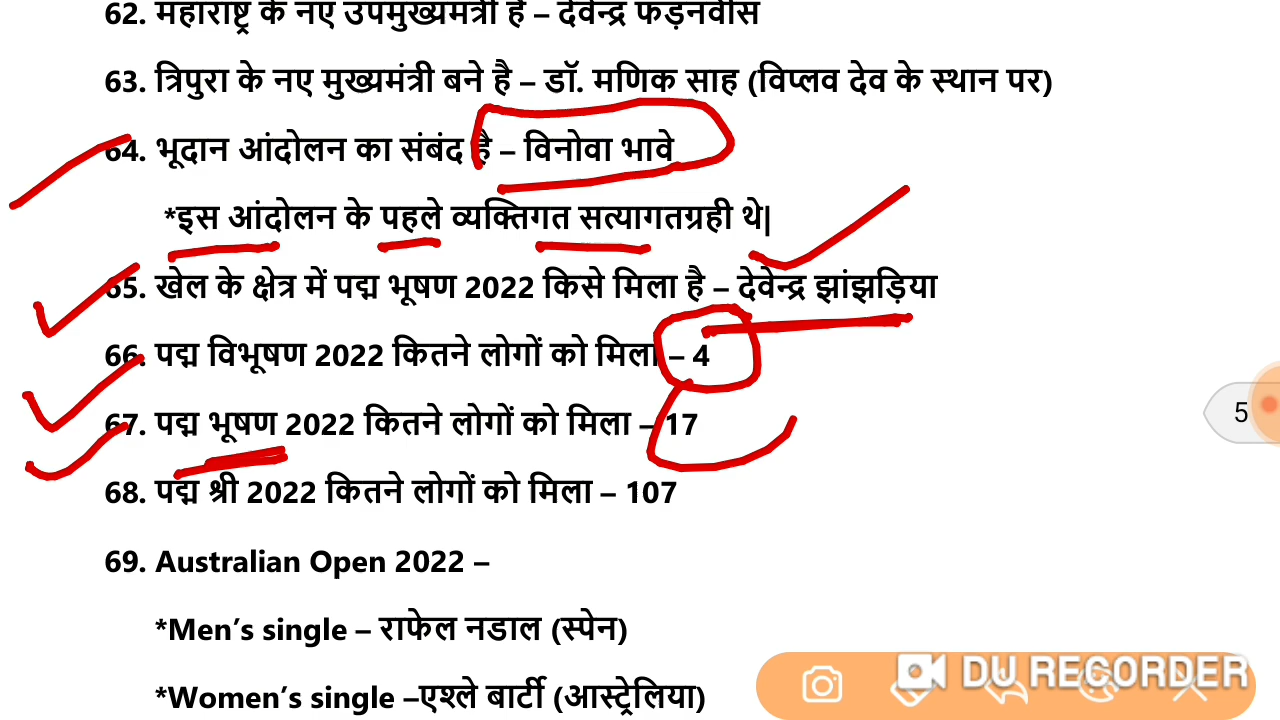 62. महाराष्ट्र के नए उपमुख्यमंत्री है – देवेन्द्र फड़नवीस
63. त्रिपुरा के नए मुख्यमंत्री बने है – डॉ. मणिक साह (विप्लव देव के स्थान पर)
64. भूदान आंदोलन का संबंद है – विनोवा भावे
*इस आंदोलन के पहले व्यक्तिगत सत्यागतग्रही थे|
65. खेल के क्षेत्र में पद्म भूषण 2022 किसे मिला है – देवेन्द्र झांझड़िया
66. पद्म विभूषण 2022 कितने लोगों को मिला – 4
67. पद्म भूषण 2022 कितने लोगों को मिला – 17
5
68. पद्म श्री 2022 कितने लोगों को मिला – 107
69. Australian Open 2022 –
*Men’s single – राफेल नडाल (स्पेन)
*Women’s single –एश्ले बार्टी (आस्ट्रेलिया)
DU RECORDER